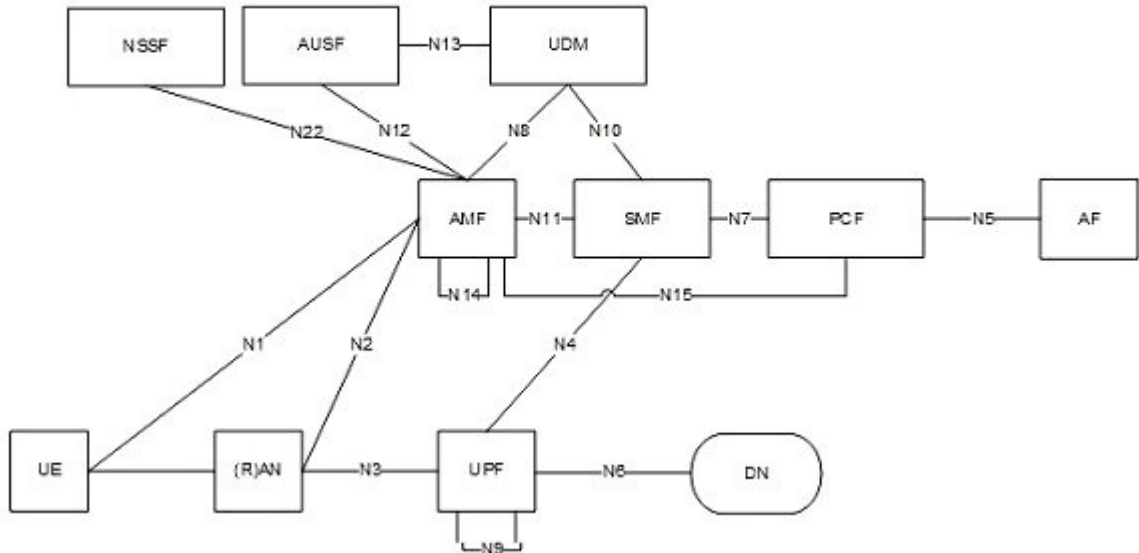 NSSF
AUSF
N13
UDM
N22
N12
N8
N10
AMF
N11
SMF
N7
PCF
N5
AF
N14
N15
N1
N2
N4
UE
(R)AN
N3
UPF
N6
DN
N9